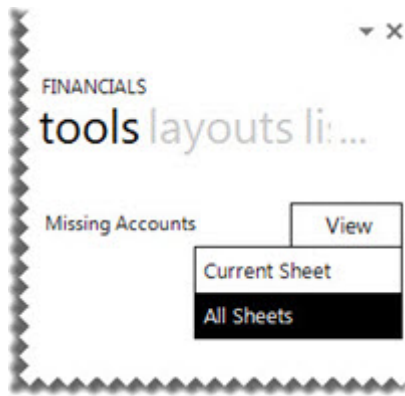 FINANCIALS
tools layouts li...
Missing Accounts View
Current Sheet
All Sheets